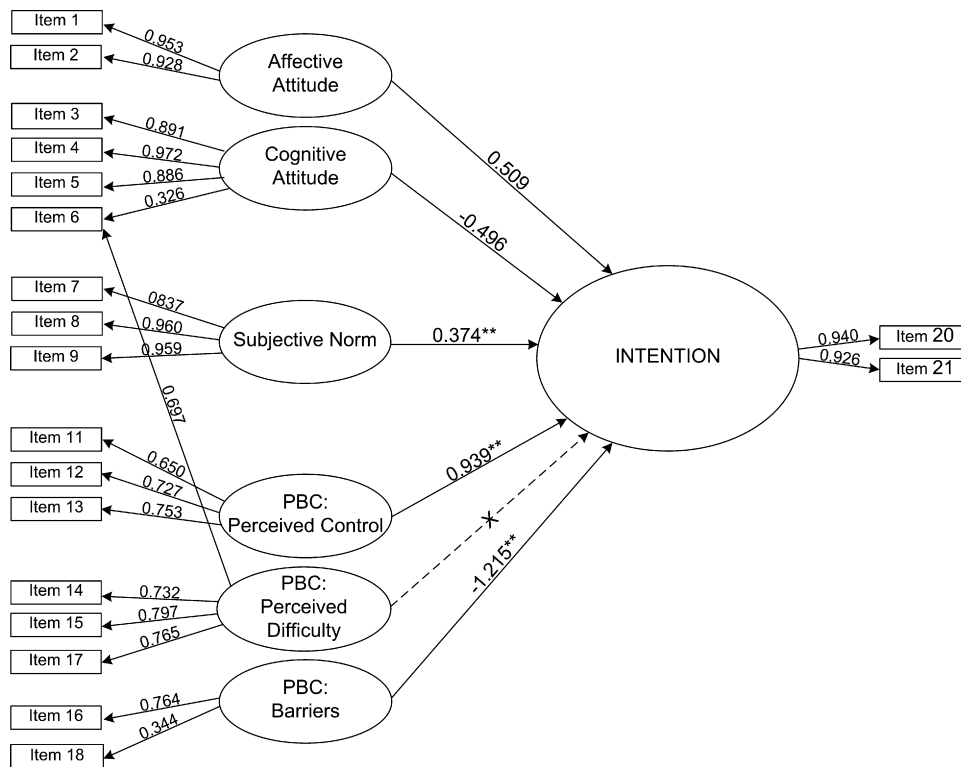 Item 1
0.953
Item 2
0.928
Affective
Attitude
Item 3
0.891
Item 4
0.972
Item 5
0.886
Item 6
0.326
Cognitive
Attitude
0.509
-0.496
Item 7
0837
Item 8
0.960
Item 9
0.959
Subjective Norm
0.374**
INTENTION
0.940
Item 20
0.926
Item 21
0.697
Item 11
0.650
Item 12
0.727
Item 13
0.753
PBC:
Perceived Control
0.939**
X
-1.215**
Item 14
0.732
Item 15
0.797
Item 17
0.765
PBC:
Perceived
Difficulty
Item 16
0.764
Item 18
0.344
PBC:
Barriers